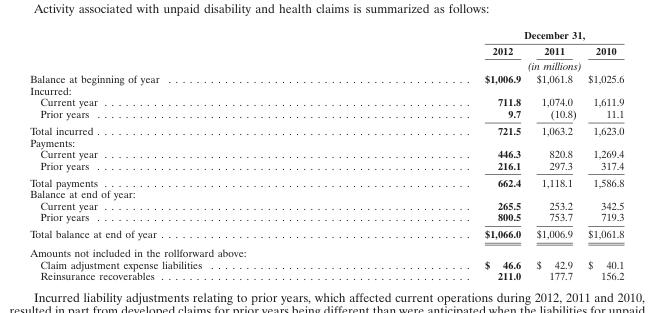 Activity associated with unpaid disability and health claims is summarized as follows:
December 31,
2012 2011 2010
(in millions)
Balance at beginning of year $1,006.9 $1,061.8 $1,025.6
Incurred:
Current year 711.8 1,074.0 1,611.9
Prior years 9.7 (10.8) 11.1
Total incurred 721.5 1,063.2 1,623.0
Payments:
Current year 446.3 820.8 1,269.4
Prior years 216.1 297.3 317.4
Total payments 662.4 1,118.1 1,586.8
Balance at end of year:
Current year 265.5 253.2 342.5
Prior years 800.5 753.7 719.3
Total balance at end of year $1,066.0 $1,006.9 $1,061.8
Amounts not included in the rollforward above:
Claim adjustment expense liabilities $ 46.6 $ 42.9 $ 40.1
Reinsurance recoverables 211.0 177.7 156.2
Incurred liability adjustments relating to prior years, which affected current operations during 2012, 2011 and 2010,
resulted in part from developed claims for prior years being different than were anticipated when the liabilities for unpaid